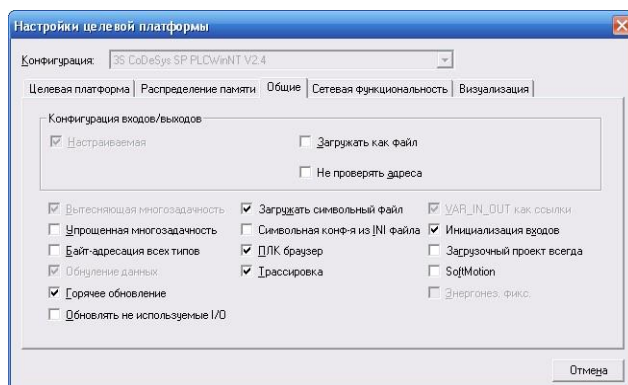 Настройки целевой платформы
Конфигурация: 3S CoDeSys SP PLCWinNT V2.4
Целевая платформа Распределение памяти Общие Сетевая функциональность Визуализация
Конфигурация входов/выходов
Настраиваемая Загружать как файл
Не проверять адреса
Вытесняющая многозадачность Загружать символьный файл VAR_IN_OUT как ссылки
Упрощенная многозадачность Символьная конф-я из INI файла Инициализация входов
Байт-адресация всех типов ПЛК браузер Загрузочный проект всегда
Обнуление данных Трассировка SoftMotion
Горячее обновление Энергонез. фикс.
Обновлять не используемые I/O
Отмена